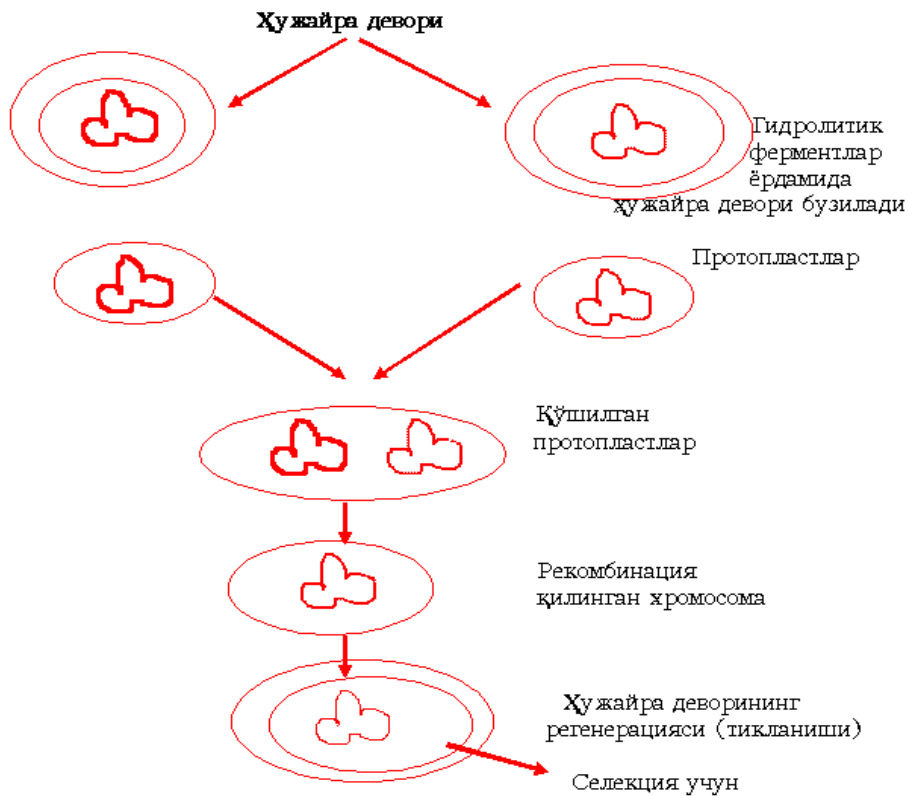 Ҳужайра девори
Гидролитик
ферментлар
ёрдамида
ҳужайра девори бузилади
Протопластлар
Қўшилган
протопластлар
Рекомбинация
қилинган хромосома
Ҳужайра деворининг
регенерацияси (тикланиши)
Селекция учун